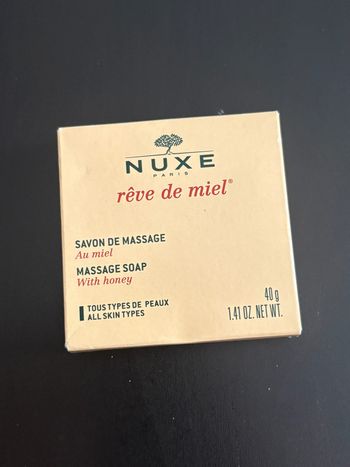 NUXE
PARIS
rêve de miel®
SAVON DE MASSAGE
Au miel
MASSAGE SOAP
With honey
TOUS TYPES DE PEAUX
ALL SKIN TYPES
40 g
1.41 OZ. NET WT.